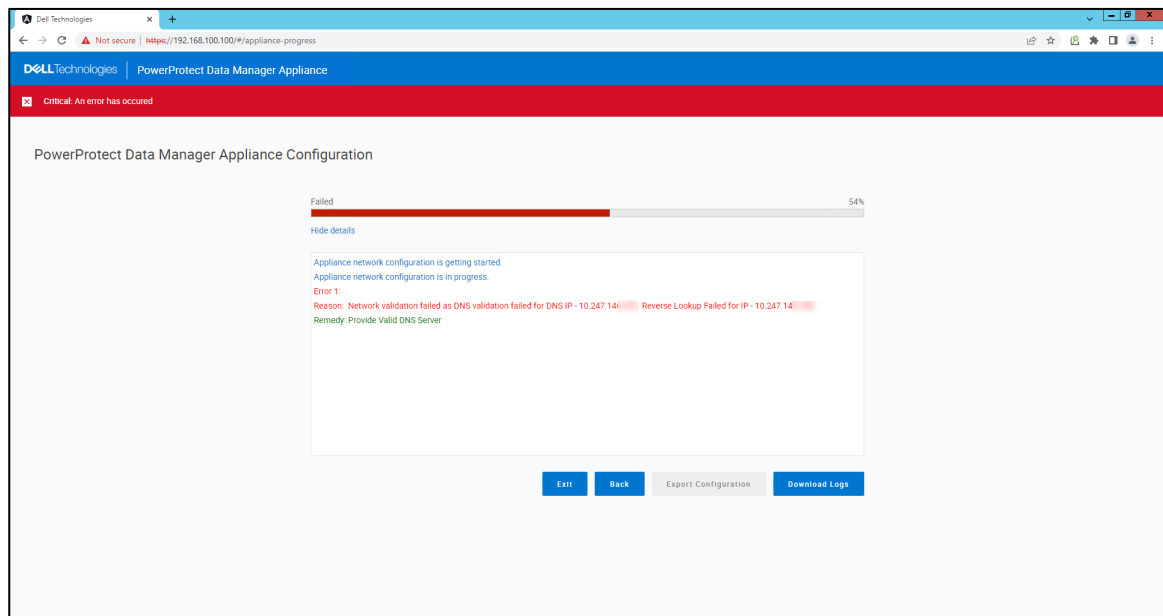 Dell Technologies
Not secure | https://192.168.100.100/#/appliance-progress
DELLTechnologies | PowerProtect Data Manager Appliance
Critical: An error has occured
PowerProtect Data Manager Appliance Configuration
Failed 54%
Hide details
Appliance network configuration is getting started.
Appliance network configuration is in progress.
Error 1:
Reason: Network validation failed as DNS validation failed for DNS IP - 10.247.14 . Reverse Lookup Failed for IP - 10.247.14
Remedy: Provide Valid DNS Server
Exit Back Export Configuration Download Logs